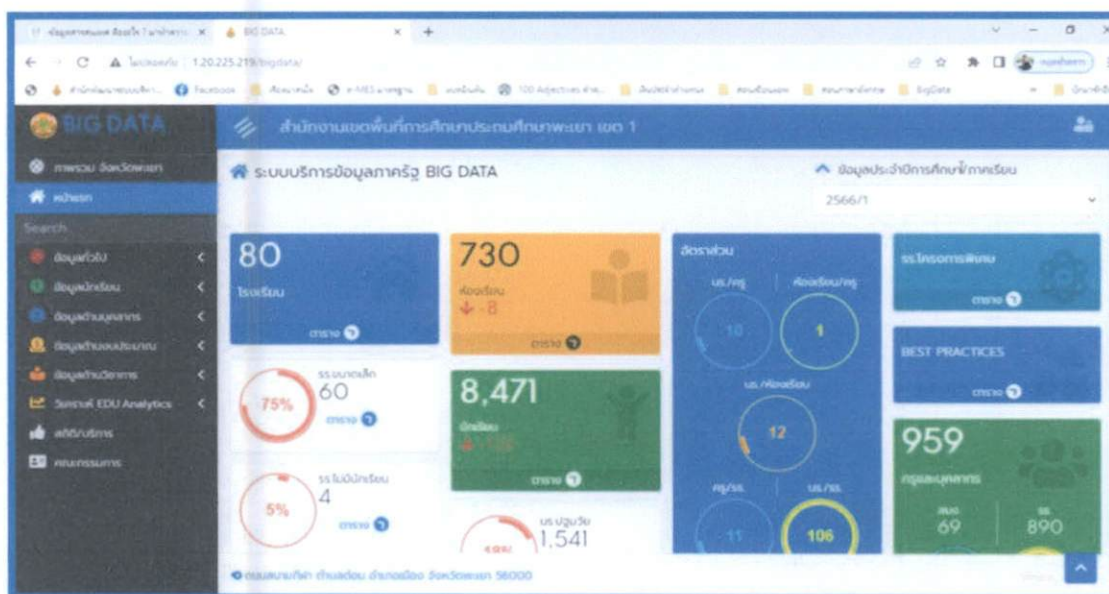 BIG DATA
1.20.225.219/bigdata/
Facebook
BigData
BIG DATA
สำนักงานเขตพื้นที่การศึกษาประถมศึกษาพะเยา เขต 1
ภาพรวม จังหวัดพะเยา
หน้าแรก
Search
ข้อมูลทั่วไป
ข้อมูลนักเรียน
ข้อมูลด้านบุคลากร
ข้อมูลด้านงบประมาณ
ข้อมูลด้านวิชาการ
วิเคราะห์ EDU Analytics
สถิติ/บริการ
คณะกรรมการ
ระบบบริการข้อมูลภาครัฐ BIG DATA
ข้อมูลประจำปีการศึกษา/ภาคเรียน
2566/1
80
โรงเรียน
ตาราง
75%
รร.ขนาดเล็ก
60
ตาราง
5%
รร.ไม่มีนักเรียน
4
ตาราง
730
ห้องเรียน
-8
ตาราง
8,471
นักเรียน
ตาราง
18%
นร.ปฐมวัย
1,541
อัตราส่วน
นร./ครู
ห้องเรียน/ครู
10
1
นร./ห้องเรียน
12
ครู/รร.
นร./รร.
11
106
รร.โครงการพิเศษ
ตาราง
BEST PRACTICES
ตาราง
959
ครูและบุคลากร
69
รร.
890
ถนนสนามกีฬา ตำบลต๋อม อำเภอเมือง จังหวัดพะเยา 56000